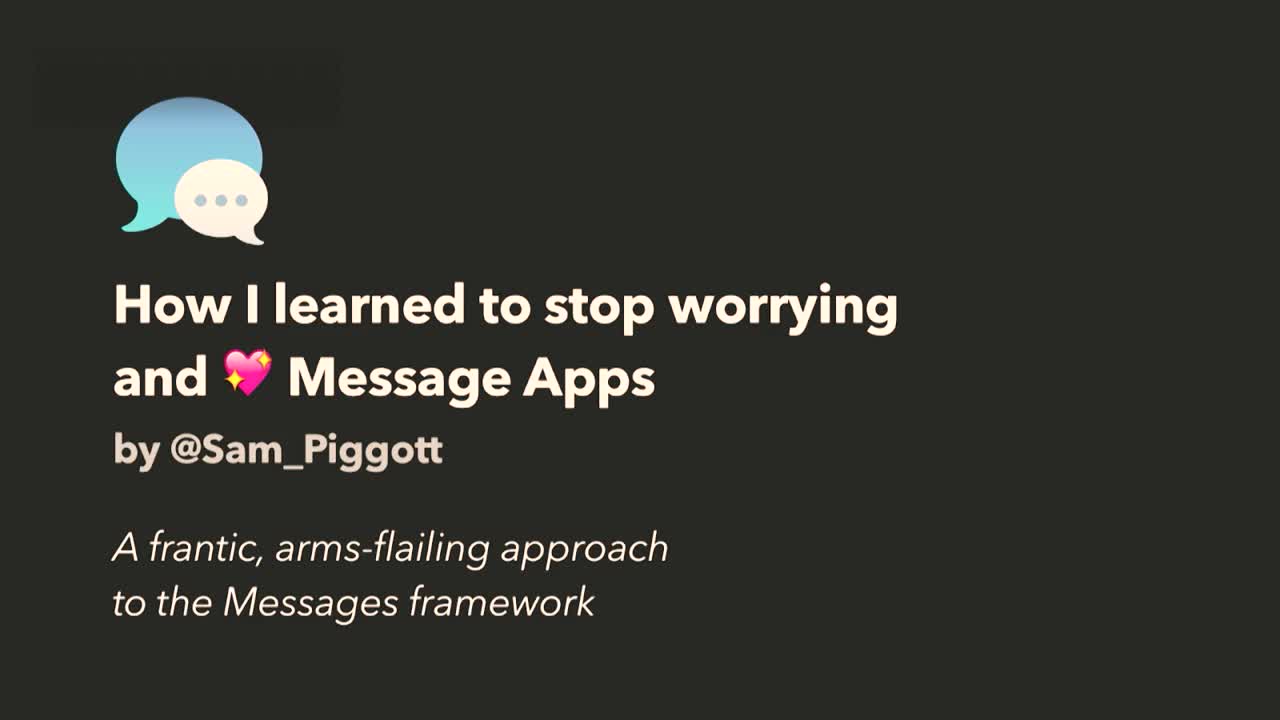 How I learned to stop worrying
and 💖 Message Apps
by @Sam_Piggott
A frantic, arms-flailing approach
to the Messages framework